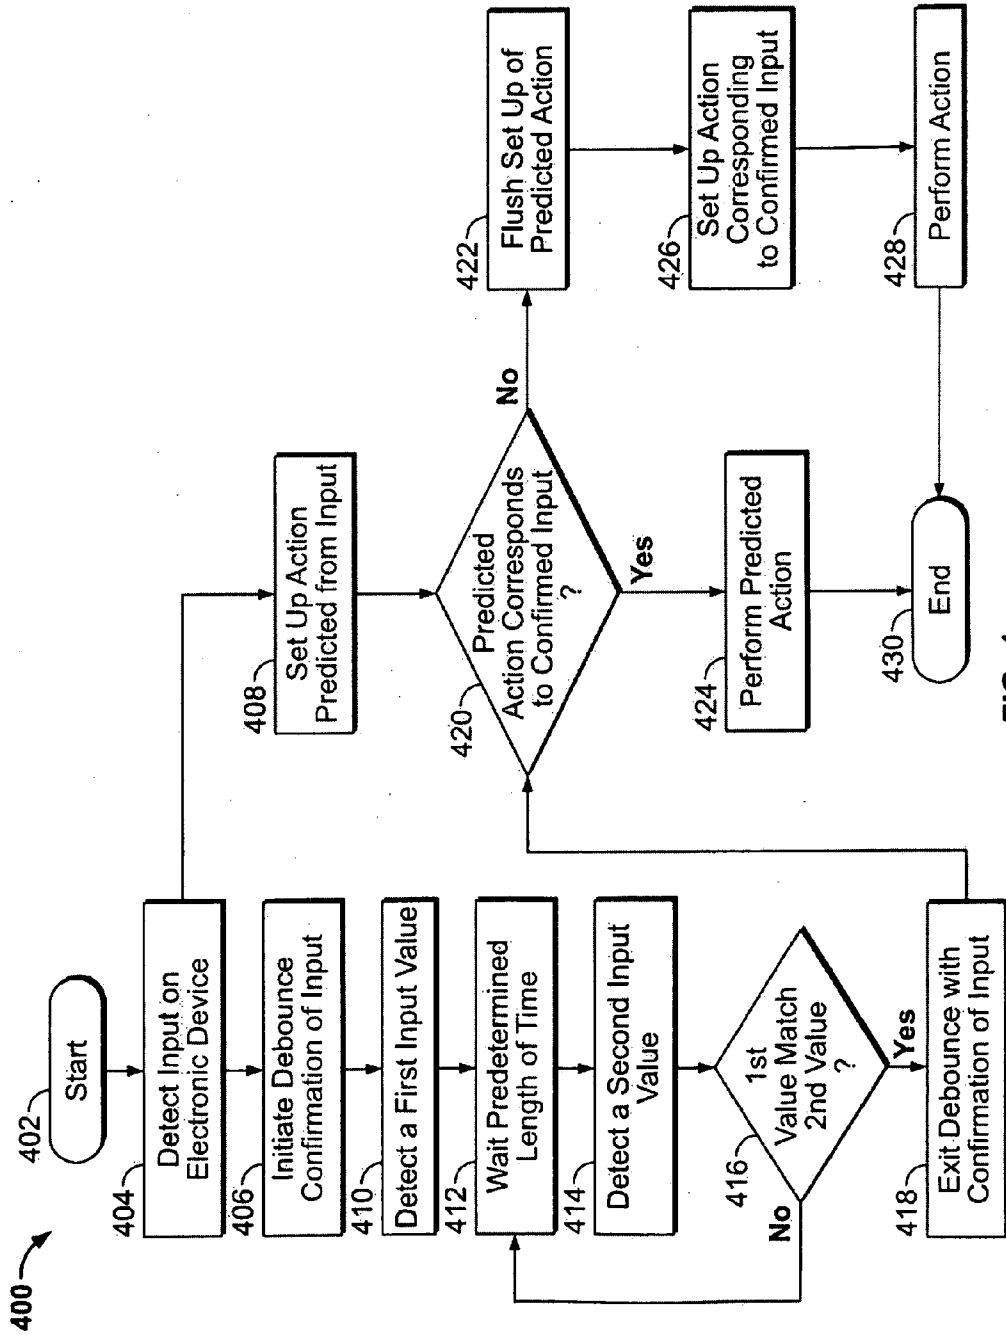 400
402
Start
404
Detect Input on
Electronic Device
406
Initiate Debounce
Confirmation of Input
410
Detect a First Input Value
412
Wait Predetermined
Length of Time
414
Detect a Second Input
Value
416
1st
Value Match
2nd Value
?
No
Yes
418
Exit Debounce with
Confirmation of Input
408
Set Up Action
Predicted from Input
420
Predicted
Action Corresponds
to Confirmed Input
?
No
Yes
424
Perform Predicted
Action
430
End
422
Flush Set Up of
Predicted Action
426
Set Up Action
Corresponding
to Confirmed Input
428
Perform Action